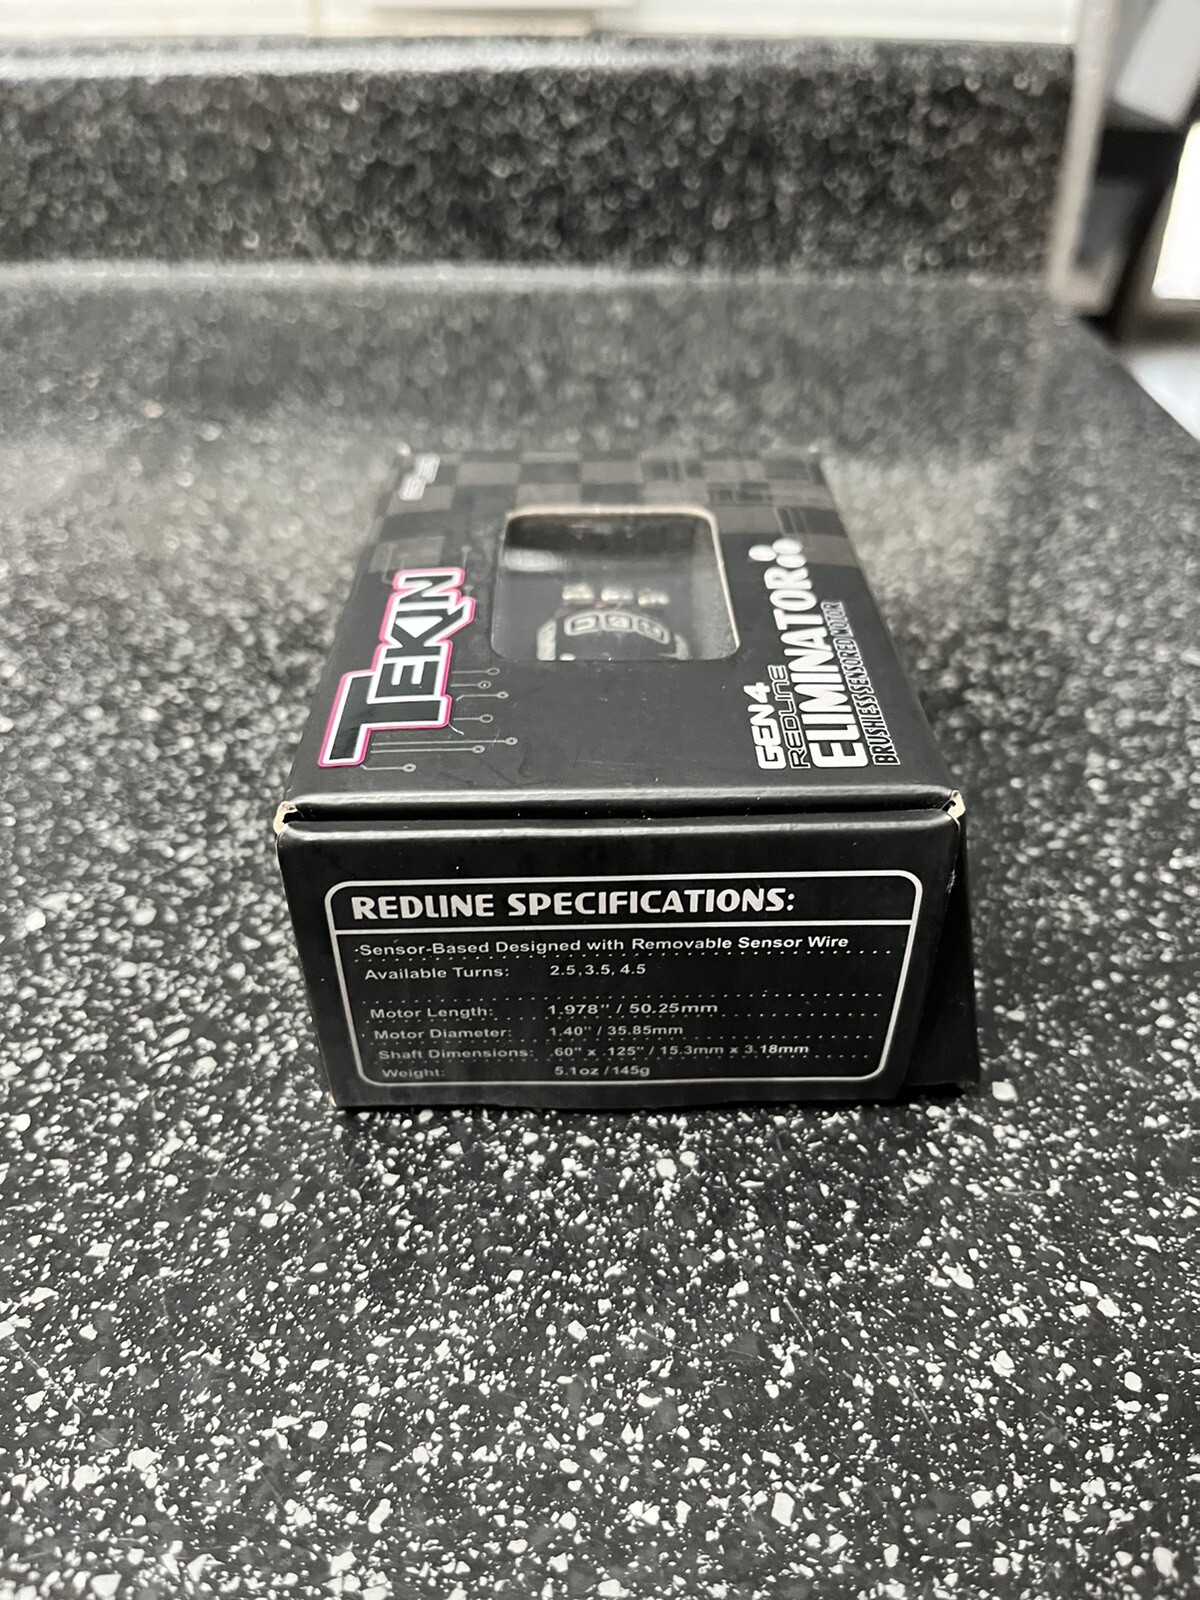 TEKIN
GEN 4
REDLINE
ELIMINATOR
BRUSHLESS SENSORED MOTOR
REDLINE SPECIFICATIONS:
·Sensor-Based Designed with Removable Sensor Wire
Available Turns: 2.5,3.5, 4.5
Motor Length: 1.978" / 50.25mm
Motor Diameter: 1.40" / 35.85mm
Shaft Dimensions: .60" x .125" / 15.3mm x 3.18mm
Weight: 5.1oz /145g